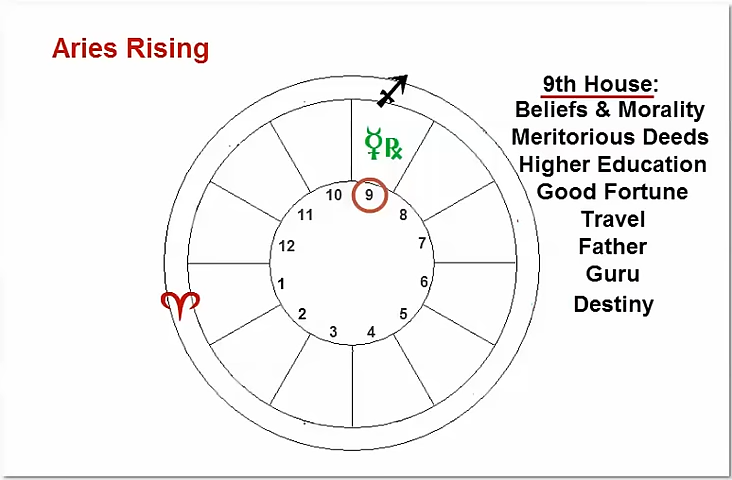 Aries Rising
9th House:
Beliefs & Morality
Meritorious Deeds
Higher Education
Good Fortune
Travel
Father
Guru
Destiny
♐
☿℞
10 9
11 8
12 7
1 6
2 5
3 4
♈